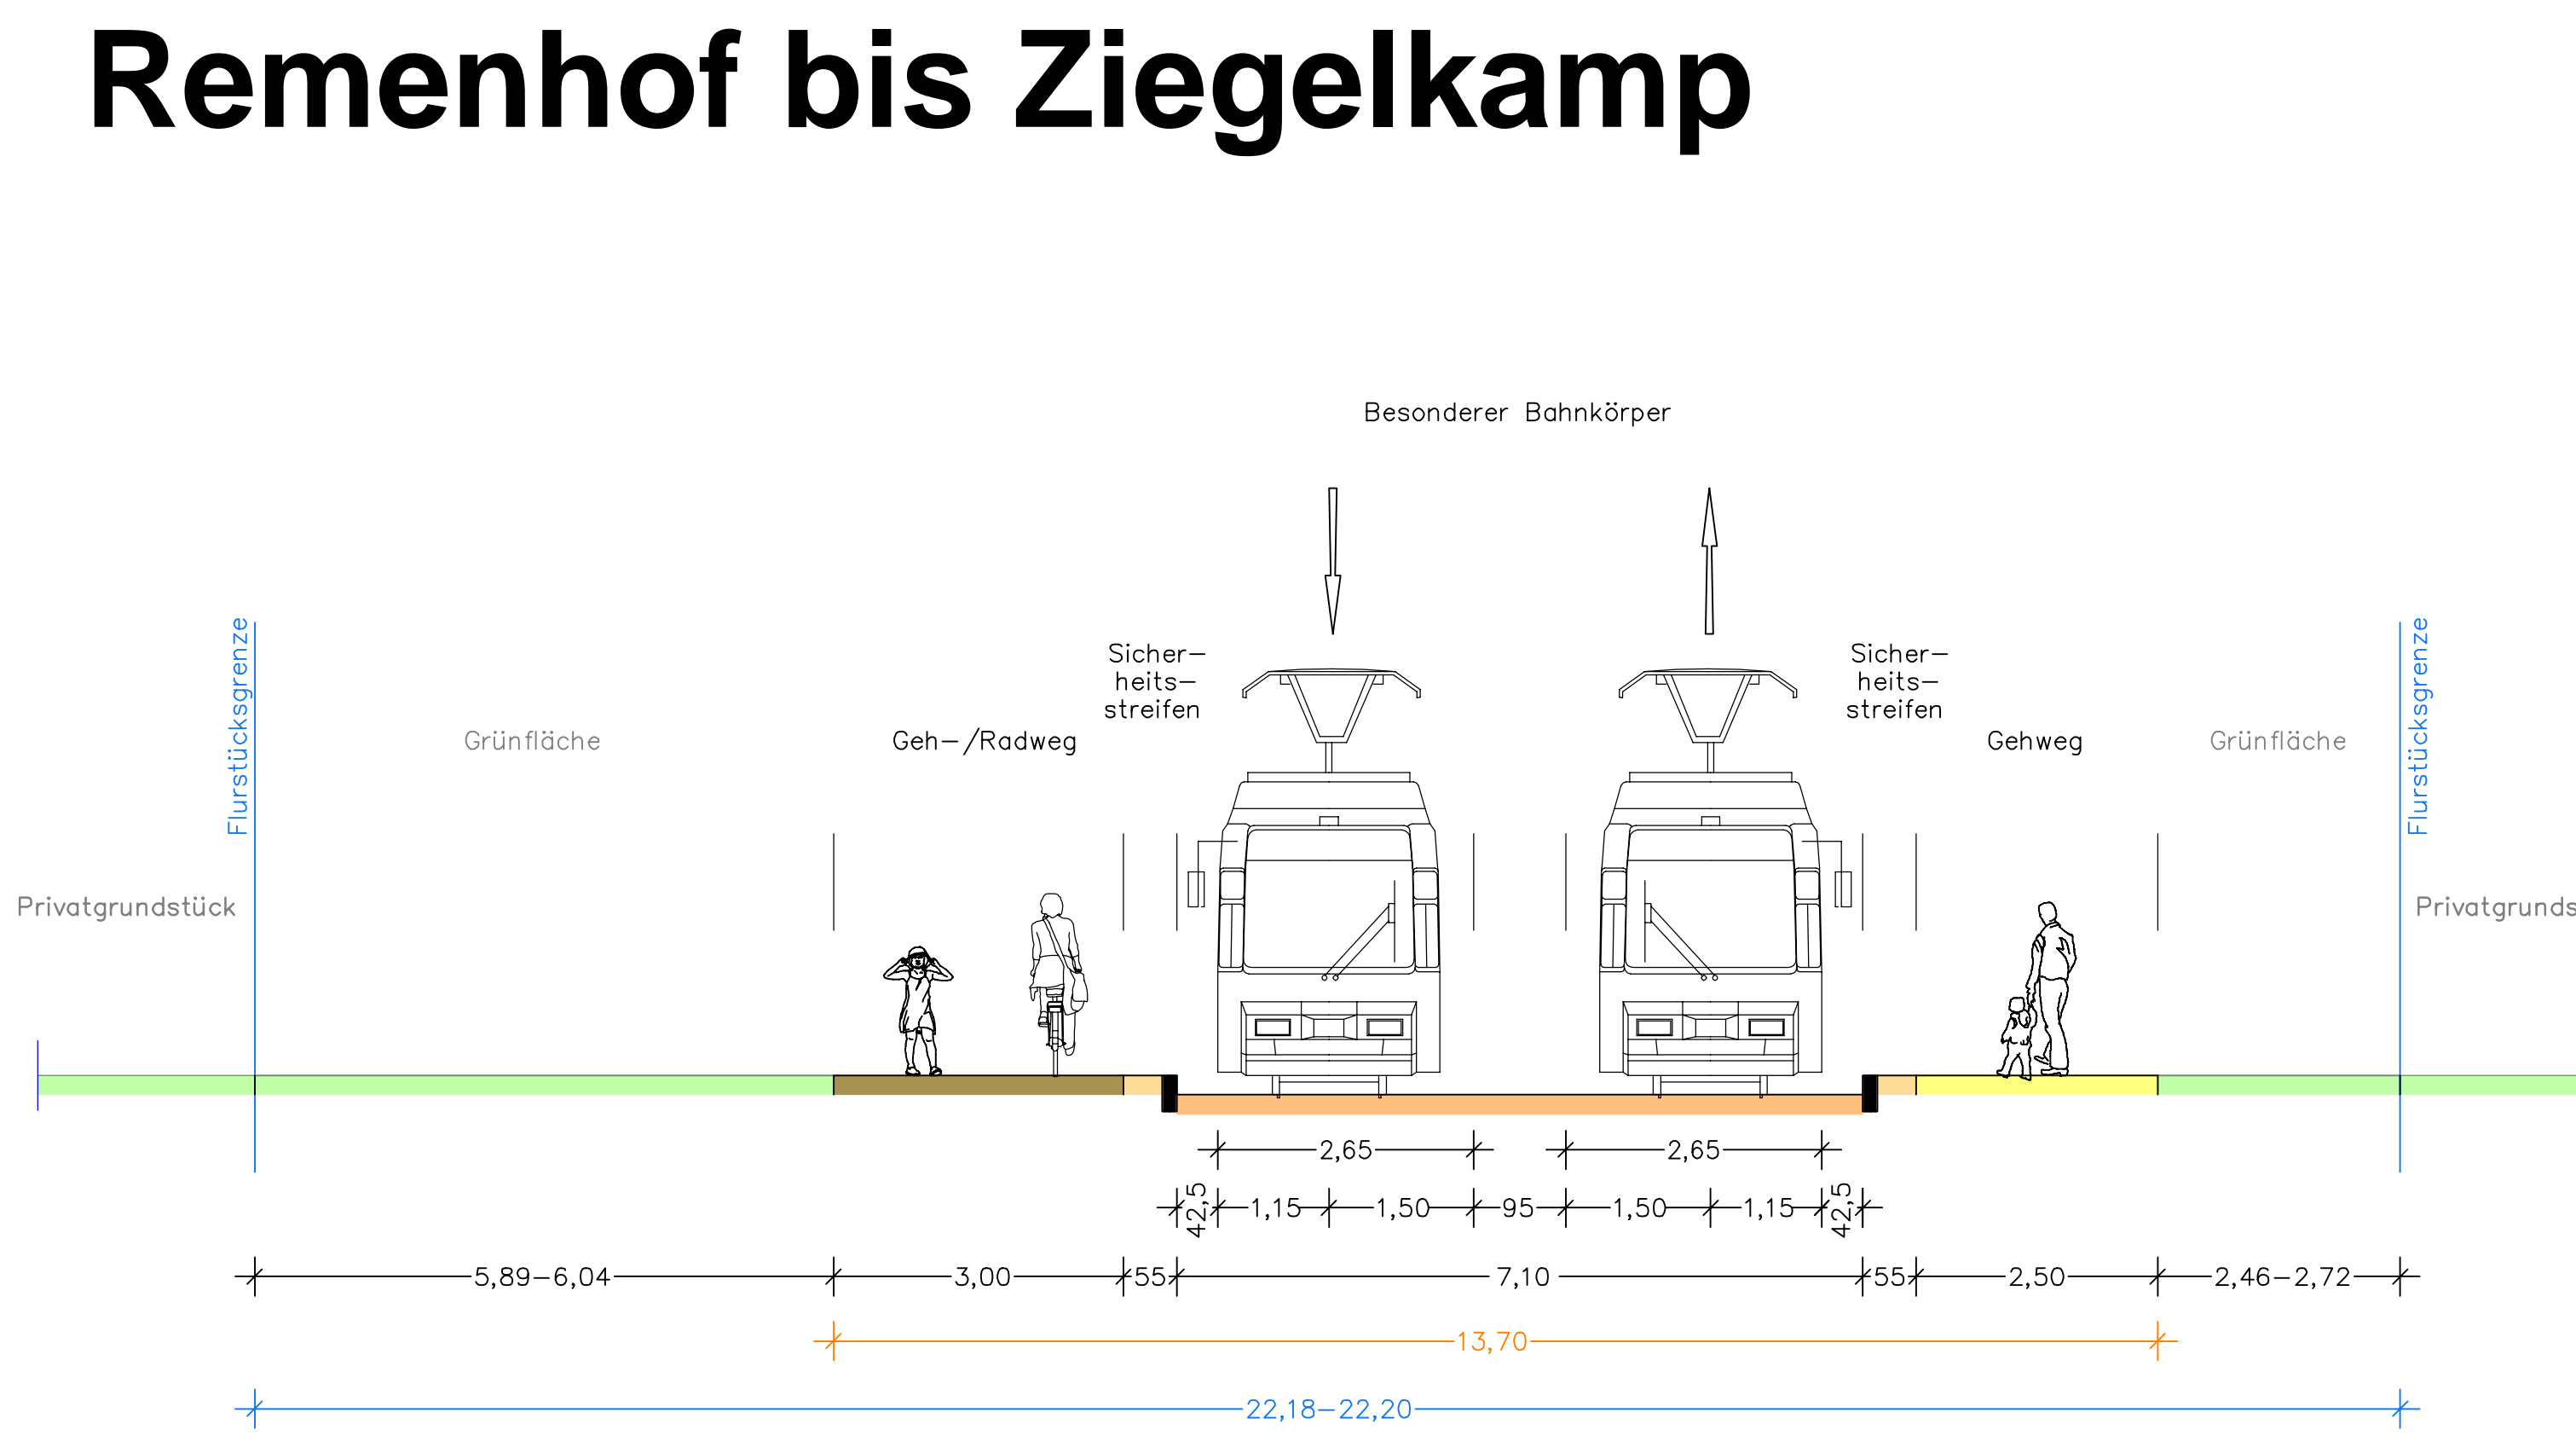 Remenhof bis Ziegelkamp
Besonderer Bahnkörper
Flurstücksgrenze
Flurstücksgrenze
Sicher-
heits-
streifen
Sicher-
heits-
streifen
Grünfläche
Geh-/Radweg
Gehweg
Grünfläche
Privatgrundstück
Privatgrunds
2,65
2,65
42,5
1,15
1,50
95
1,50
1,15
42,5
5,89-6,04
3,00
55
7,10
55
2,50
2,46-2,72
13,70
22,18-22,20